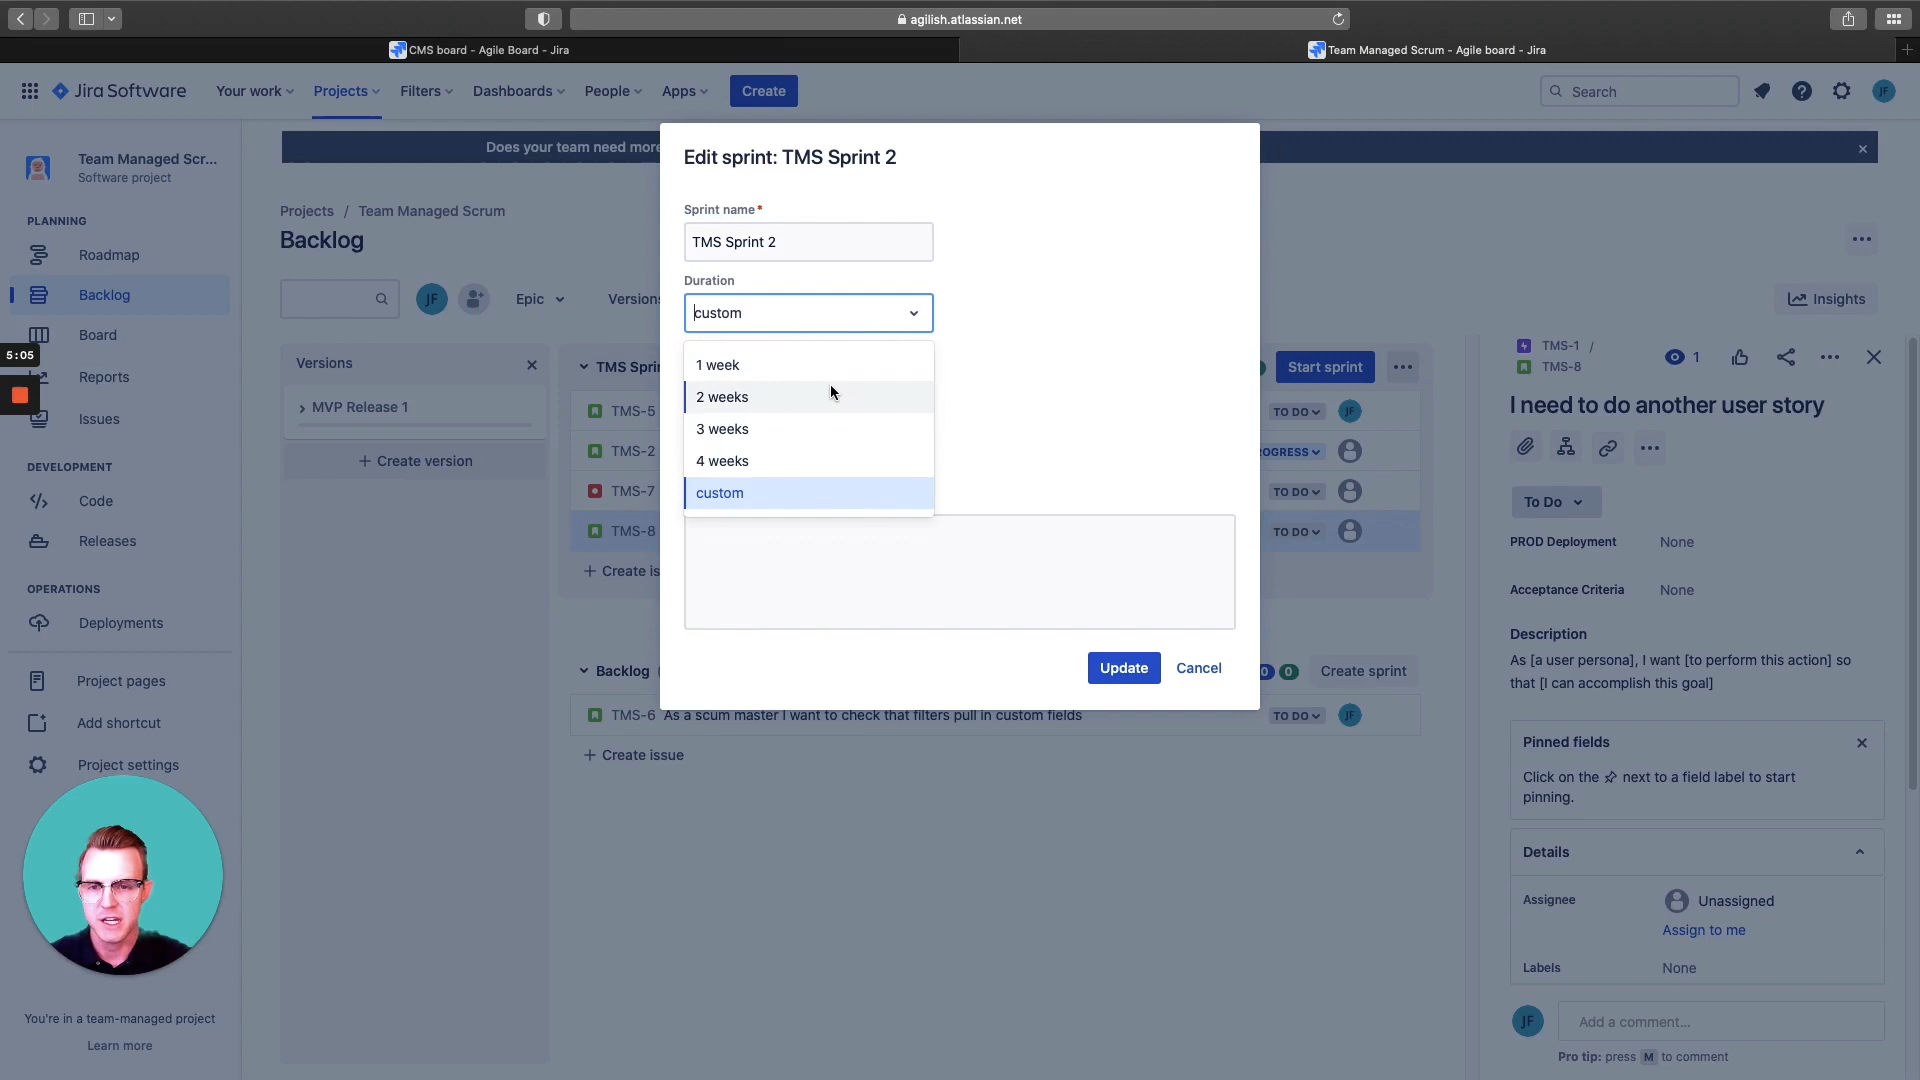 agilish.atlassian.net
CMS board - Agile Board - Jira
Team Managed Scrum - Agile board - Jira
Jira Software
Your work
Projects
Filters
Dashboards
People
Apps
Create
Search
JF
Team Managed Scr...
Software project
Does your team need more
PLANNING
Roadmap
Backlog
Board
Reports
Issues
5:05
DEVELOPMENT
Code
Releases
OPERATIONS
Deployments
Project pages
Add shortcut
Project settings
You're in a team-managed project
Learn more
Projects / Team Managed Scrum
Backlog
JF
Epic
Versions
Insights
Versions
MVP Release 1
+ Create version
TMS Sprin
Start sprint
TMS-5
TO DO
JF
TMS-2
OGRESS
TMS-7
TO DO
TMS-8
TO DO
+ Create is
Backlog (
0 0
Create sprint
TMS-6 As a scum master I want to check that filters pull in custom fields
TO DO
JF
+ Create issue
Edit sprint: TMS Sprint 2
Sprint name*
TMS Sprint 2
Duration
custom
1 week
2 weeks
3 weeks
4 weeks
custom
Update
Cancel
TMS-1 /
TMS-8
1
I need to do another user story
To Do
PROD Deployment
None
Acceptance Criteria
None
Description
As [a user persona], I want [to perform this action] so
that [I can accomplish this goal]
Pinned fields
Click on the next to a field label to start
pinning.
Details
Assignee
Unassigned
Assign to me
Labels
None
JF
Add a comment...
Pro tip: press M to comment